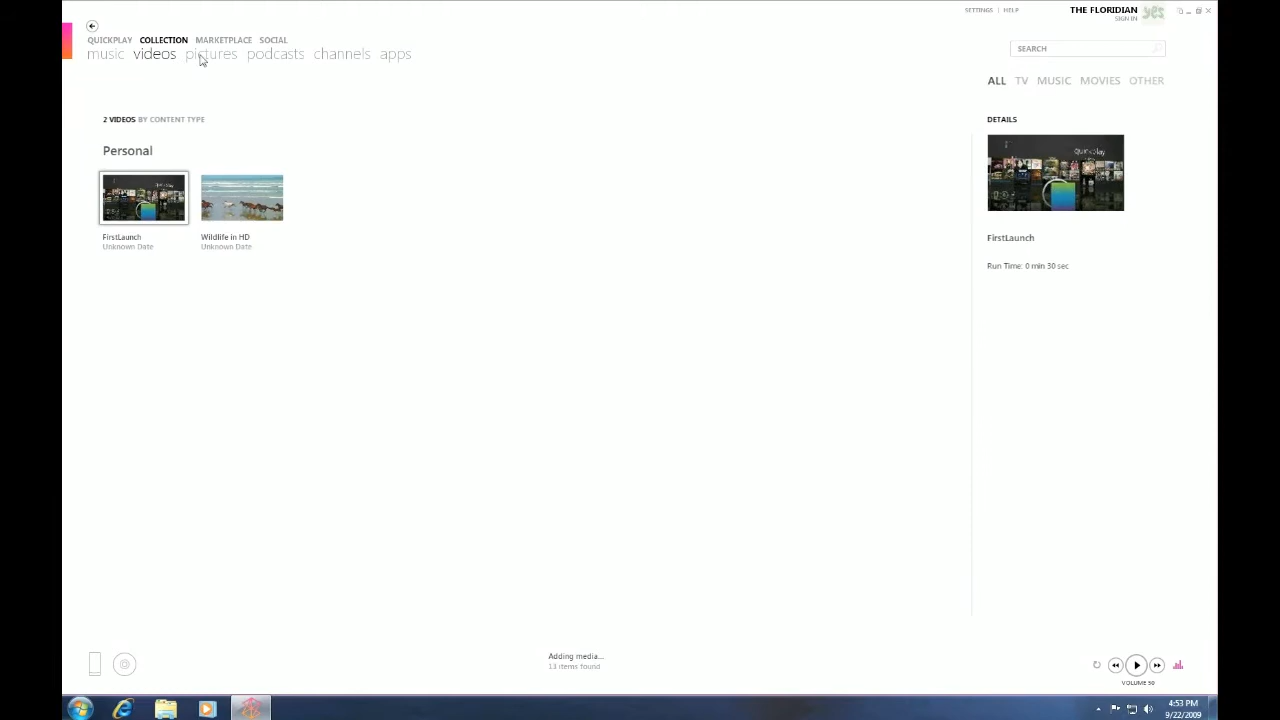 SETTINGS | HELP
THE FLORIDIAN
SIGN IN
QUICKPLAY COLLECTION MARKETPLACE SOCIAL
music videos pictures podcasts channels apps
SEARCH
ALL TV MUSIC MOVIES OTHER
2 VIDEOS BY CONTENT TYPE
DETAILS
Personal
quickplay
FirstLaunch
Unknown Date
Wildlife in HD
Unknown Date
FirstLaunch
Run Time: 0 min 30 sec
Adding media...
13 items found
VOLUME 50
4:53 PM
9/22/2009